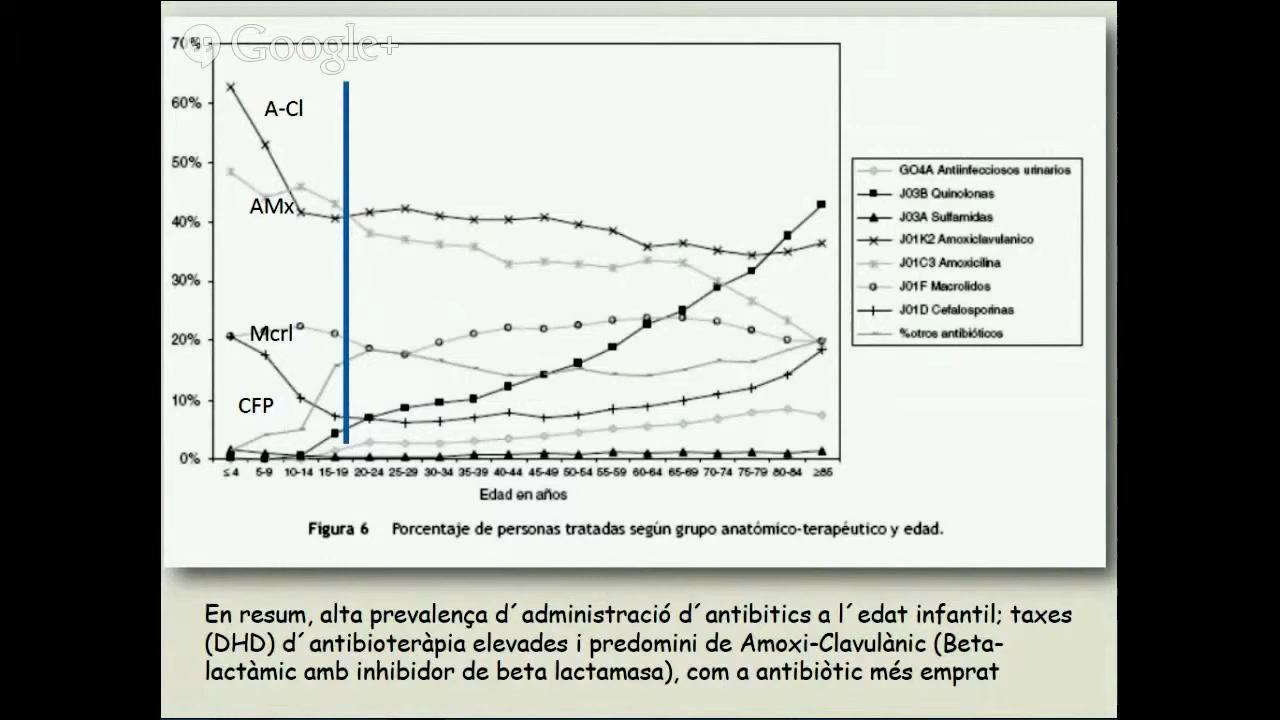 Google+
70%
60%
50%
40%
30%
20%
10%
0%
A-Cl
AMx
Mcrl
CFP
≤ 4 5-9 10-14 15-19 20-24 25-29 30-34 35-39 40-44 45-49 50-54 55-59 60-64 65-69 70-74 75-79 80-84 ≥85
Edad en años
GO4A Antiinfecciosos urinarios
J03B Quinolonas
J03A Sulfamidas
J01K2 Amoxiclavulanico
J01C3 Amoxicilina
J01F Macrolidos
J01D Cefalosporinas
%otros antibióticos
Figura 6 Porcentaje de personas tratadas según grupo anatómico-terapéutico y edad.
En resum, alta prevalença d´administració d´antibitics a l´edat infantil; taxes
(DHD) d´antibioteràpia elevades i predomini de Amoxi-Clavulànic (Beta-
lactàmic amb inhibidor de beta lactamasa), com a antibiòtic més emprat